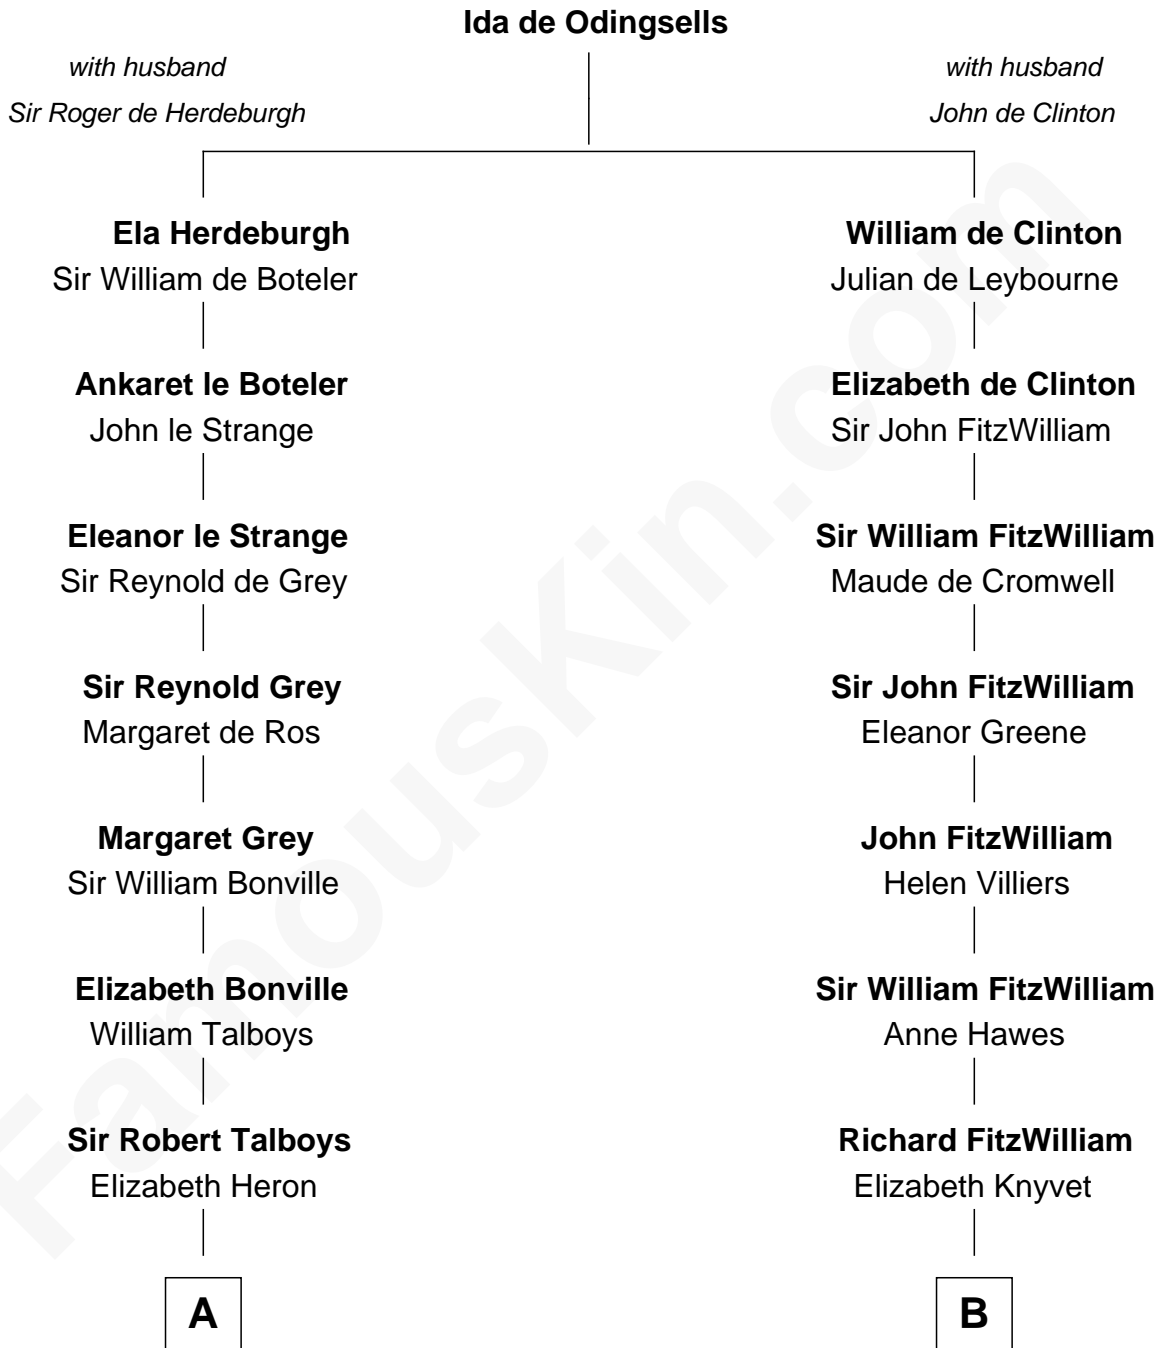 Ida de Odingsells
with husband
Sir Roger de Herdeburgh
with husband
John de Clinton
Ela Herdeburgh
Sir William de Boteler
William de Clinton
Julian de Leybourne
Ankaret le Boteler
John le Strange
Elizabeth de Clinton
Sir John FitzWilliam
Eleanor le Strange
Sir Reynold de Grey
Sir William FitzWilliam
Maude de Cromwell
Sir Reynold Grey
Margaret de Ros
Sir John FitzWilliam
Eleanor Greene
Margaret Grey
Sir William Bonville
John FitzWilliam
Helen Villiers
Elizabeth Bonville
William Talboys
Sir William FitzWilliam
Anne Hawes
Sir Robert Talboys
Elizabeth Heron
Richard FitzWilliam
Elizabeth Knyvet
A
B
FamousKin.com